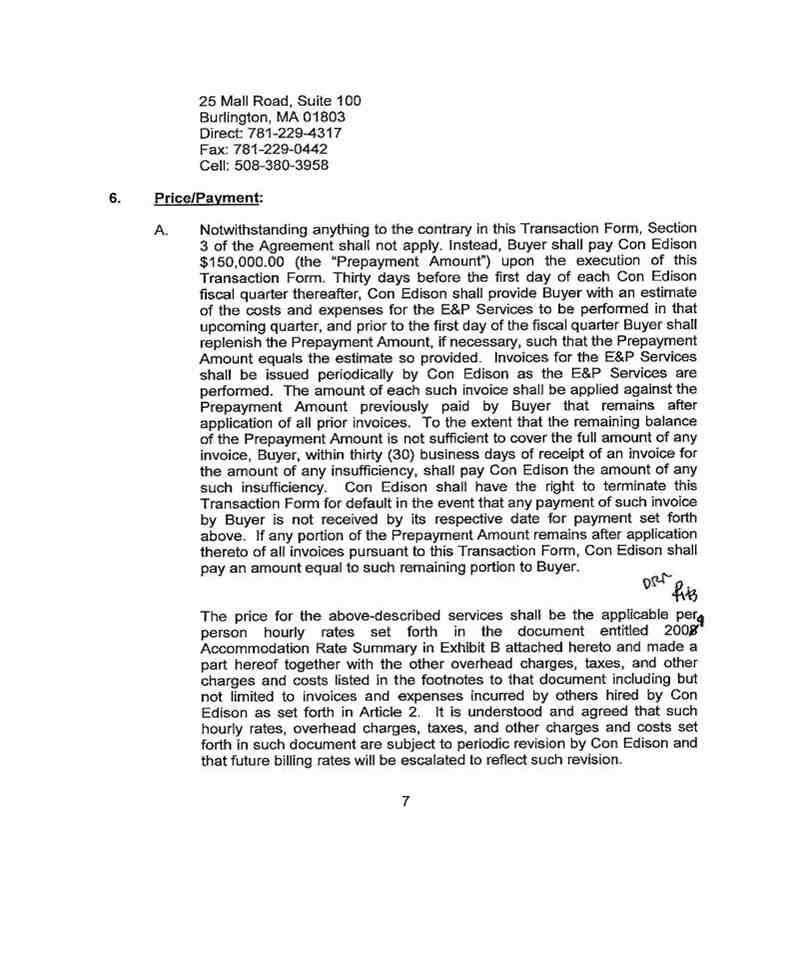 25 Mall Road, Suite 100
Burlington, MA 01803
Direct: 781-229-4317
Fax: 781-229-0442
Cell: 508-380-3958
6. Price/Payment:
A. Notwithstanding anything to the contrary in this Transaction Form, Section
3 of the Agreement shall not apply. Instead, Buyer shall pay Con Edison
$150,000.00 (the "Prepayment Amount") upon the execution of this
Transaction Form. Thirty days before the first day of each Con Edison
fiscal quarter thereafter, Con Edison shall provide Buyer with an estimate
of the costs and expenses for the E&P Services to be performed in that
upcoming quarter, and prior to the first day of the fiscal quarter Buyer shall
replenish the Prepayment Amount, if necessary, such that the Prepayment
Amount equals the estimate so provided. Invoices for the E&P Services
shall be issued periodically by Con Edison as the E&P Services are
performed. The amount of each such invoice shall be applied against the
Prepayment Amount previously paid by Buyer that remains after
application of all prior invoices. To the extent that the remaining balance
of the Prepayment Amount is not sufficient to cover the full amount of any
invoice, Buyer, within thirty (30) business days of receipt of an invoice for
the amount of any insufficiency, shall pay Con Edison the amount of any
such insufficiency. Con Edison shall have the right to terminate this
Transaction Form for default in the event that any payment of such invoice
by Buyer is not received by its respective date for payment set forth
above. If any portion of the Prepayment Amount remains after application
thereto of all invoices pursuant to this Transaction Form, Con Edison shall
pay an amount equal to such remaining portion to Buyer.
The price for the above-described services shall be the applicable per
person hourly rates set forth in the document entitled 2009
Accommodation Rate Summary in Exhibit B attached hereto and made a
part hereof together with the other overhead charges, taxes, and other
charges and costs listed in the footnotes to that document including but
not limited to invoices and expenses incurred by others hired by Con
Edison as set forth in Article 2. It is understood and agreed that such
hourly rates, overhead charges, taxes, and other charges and costs set
forth in such document are subject to periodic revision by Con Edison and
that future billing rates will be escalated to reflect such revision.
7